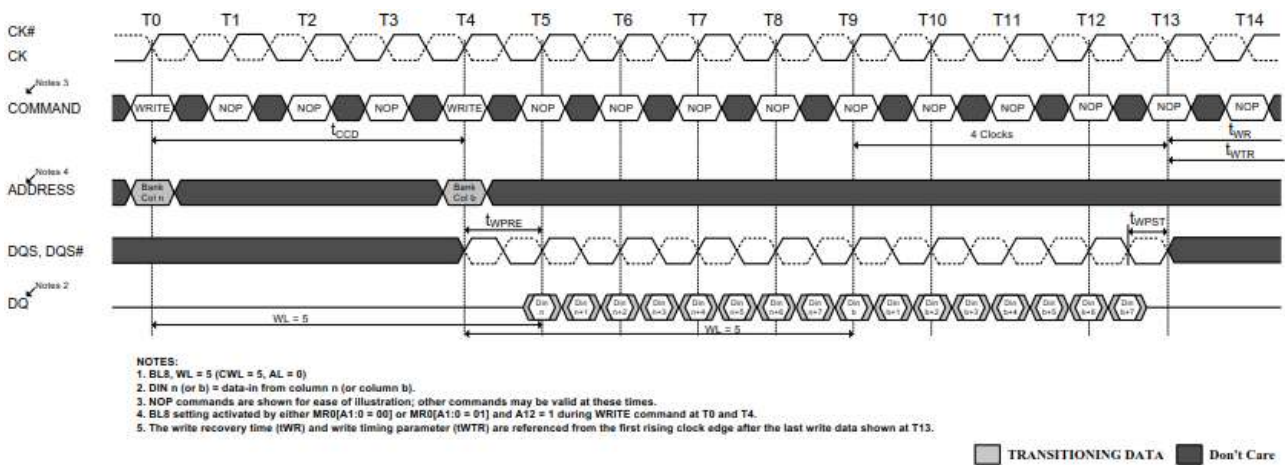 T0 T1 T2 T3 T4 T5 T6 T7 T8 T9 T10 T11 T12 T13 T14
CK#
CK
Notes 3
COMMAND
WRITE NOP NOP NOP WRITE NOP NOP NOP NOP NOP NOP NOP NOP NOP NOP
tCCD
4 Clocks
tWR
tWTR
Notes 4
ADDRESS
Bank Bank
Col n Col b
tWPRE
tWPST
DQS, DQS#
Notes 2
DQ
Din Din Din Din Din Din Din Din Din Din Din Din Din Din Din Din
n n+1 n+2 n+3 n+4 n+5 n+6 n+7 b b+1 b+2 b+3 b+4 b+5 b+6 b+7
WL = 5
WL = 5
NOTES:
1. BL8, WL = 5 (CWL = 5, AL = 0)
2. DIN n (or b) = data-in from column n (or column b).
3. NOP commands are shown for ease of illustration; other commands may be valid at these times.
4. BL8 setting activated by either MR0[A1:0 = 00] or MR0[A1:0 = 01] and A12 = 1 during WRITE command at T0 and T4.
5. The write recovery time (tWR) and write timing parameter (tWTR) are referenced from the first rising clock edge after the last write data shown at T13.
TRANSITIONING DATA Don't Care